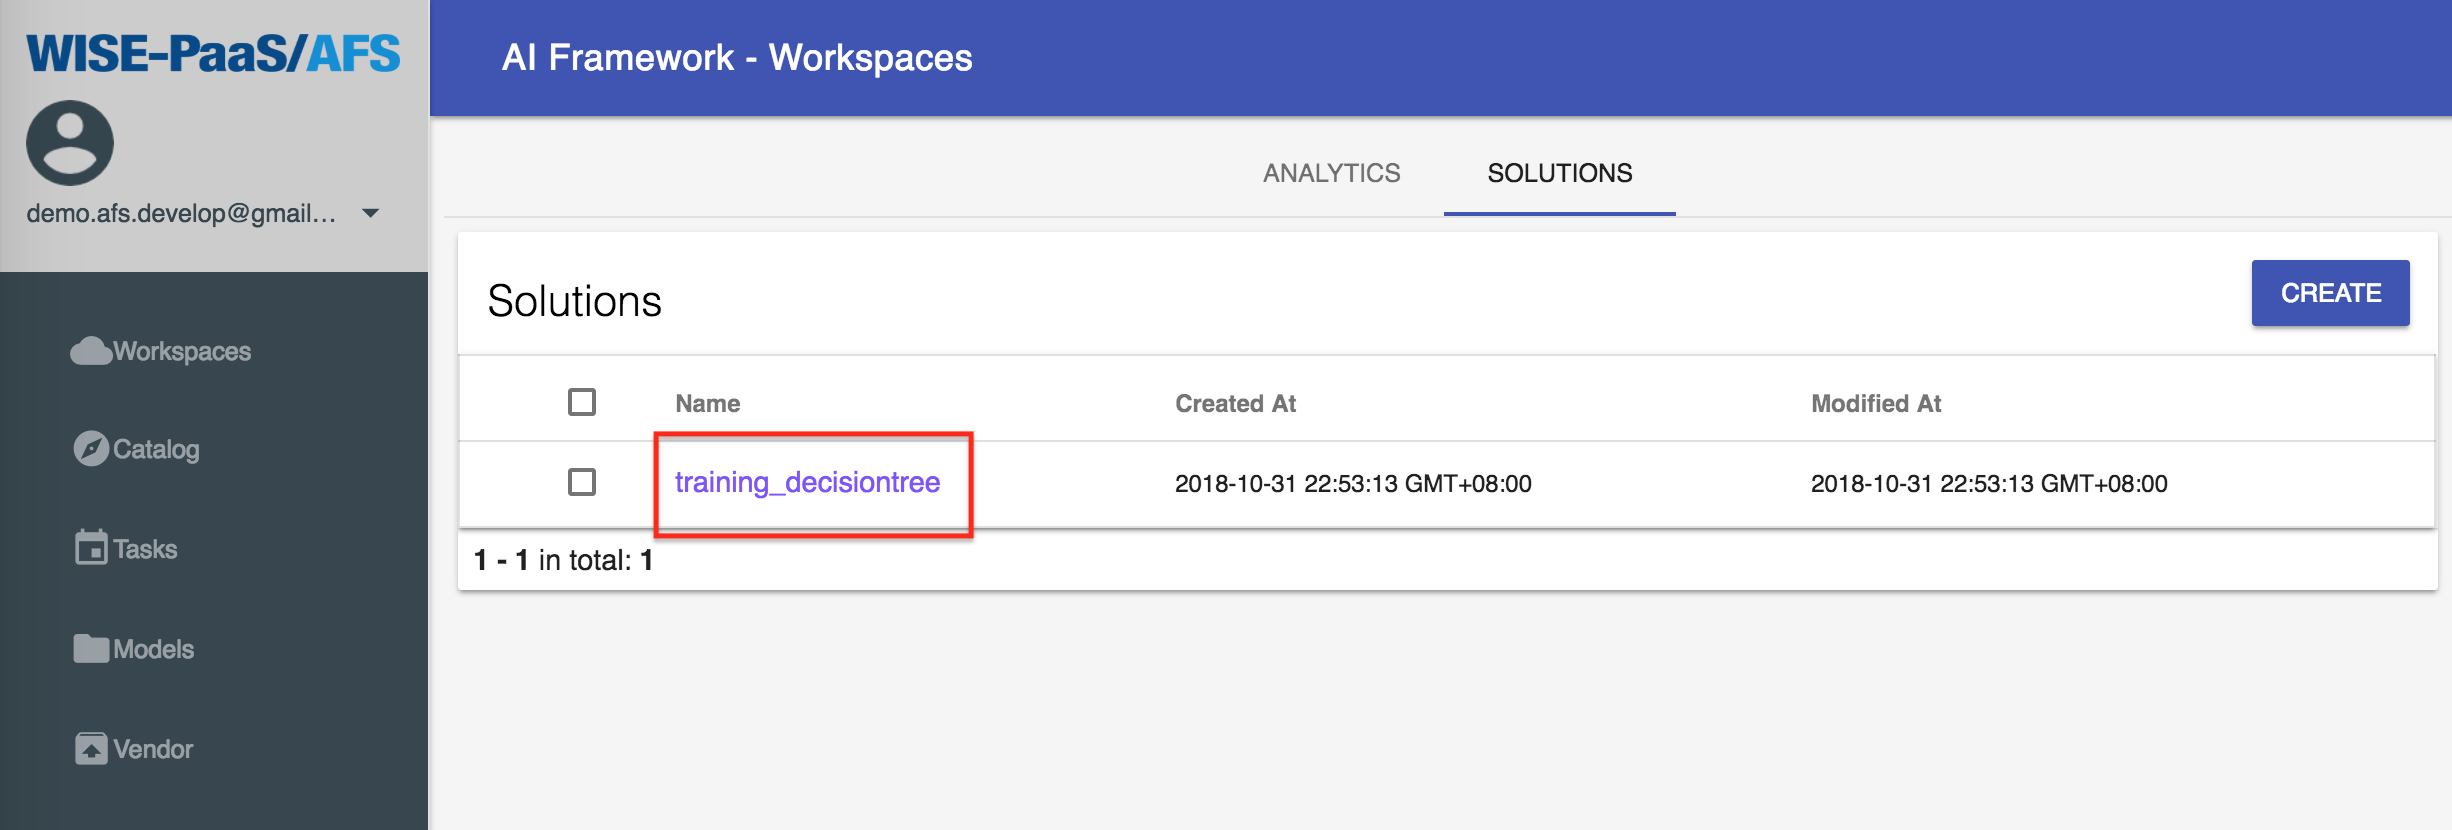 WISE-PaaS/AFS
demo.afs.develop@gmail...
Workspaces
Catalog
Tasks
Models
Vendor
AI Framework - Workspaces
ANALYTICS SOLUTIONS
Solutions
CREATE
Name Created At Modified At
training_decisiontree 2018-10-31 22:53:13 GMT+08:00 2018-10-31 22:53:13 GMT+08:00
1 - 1 in total: 1